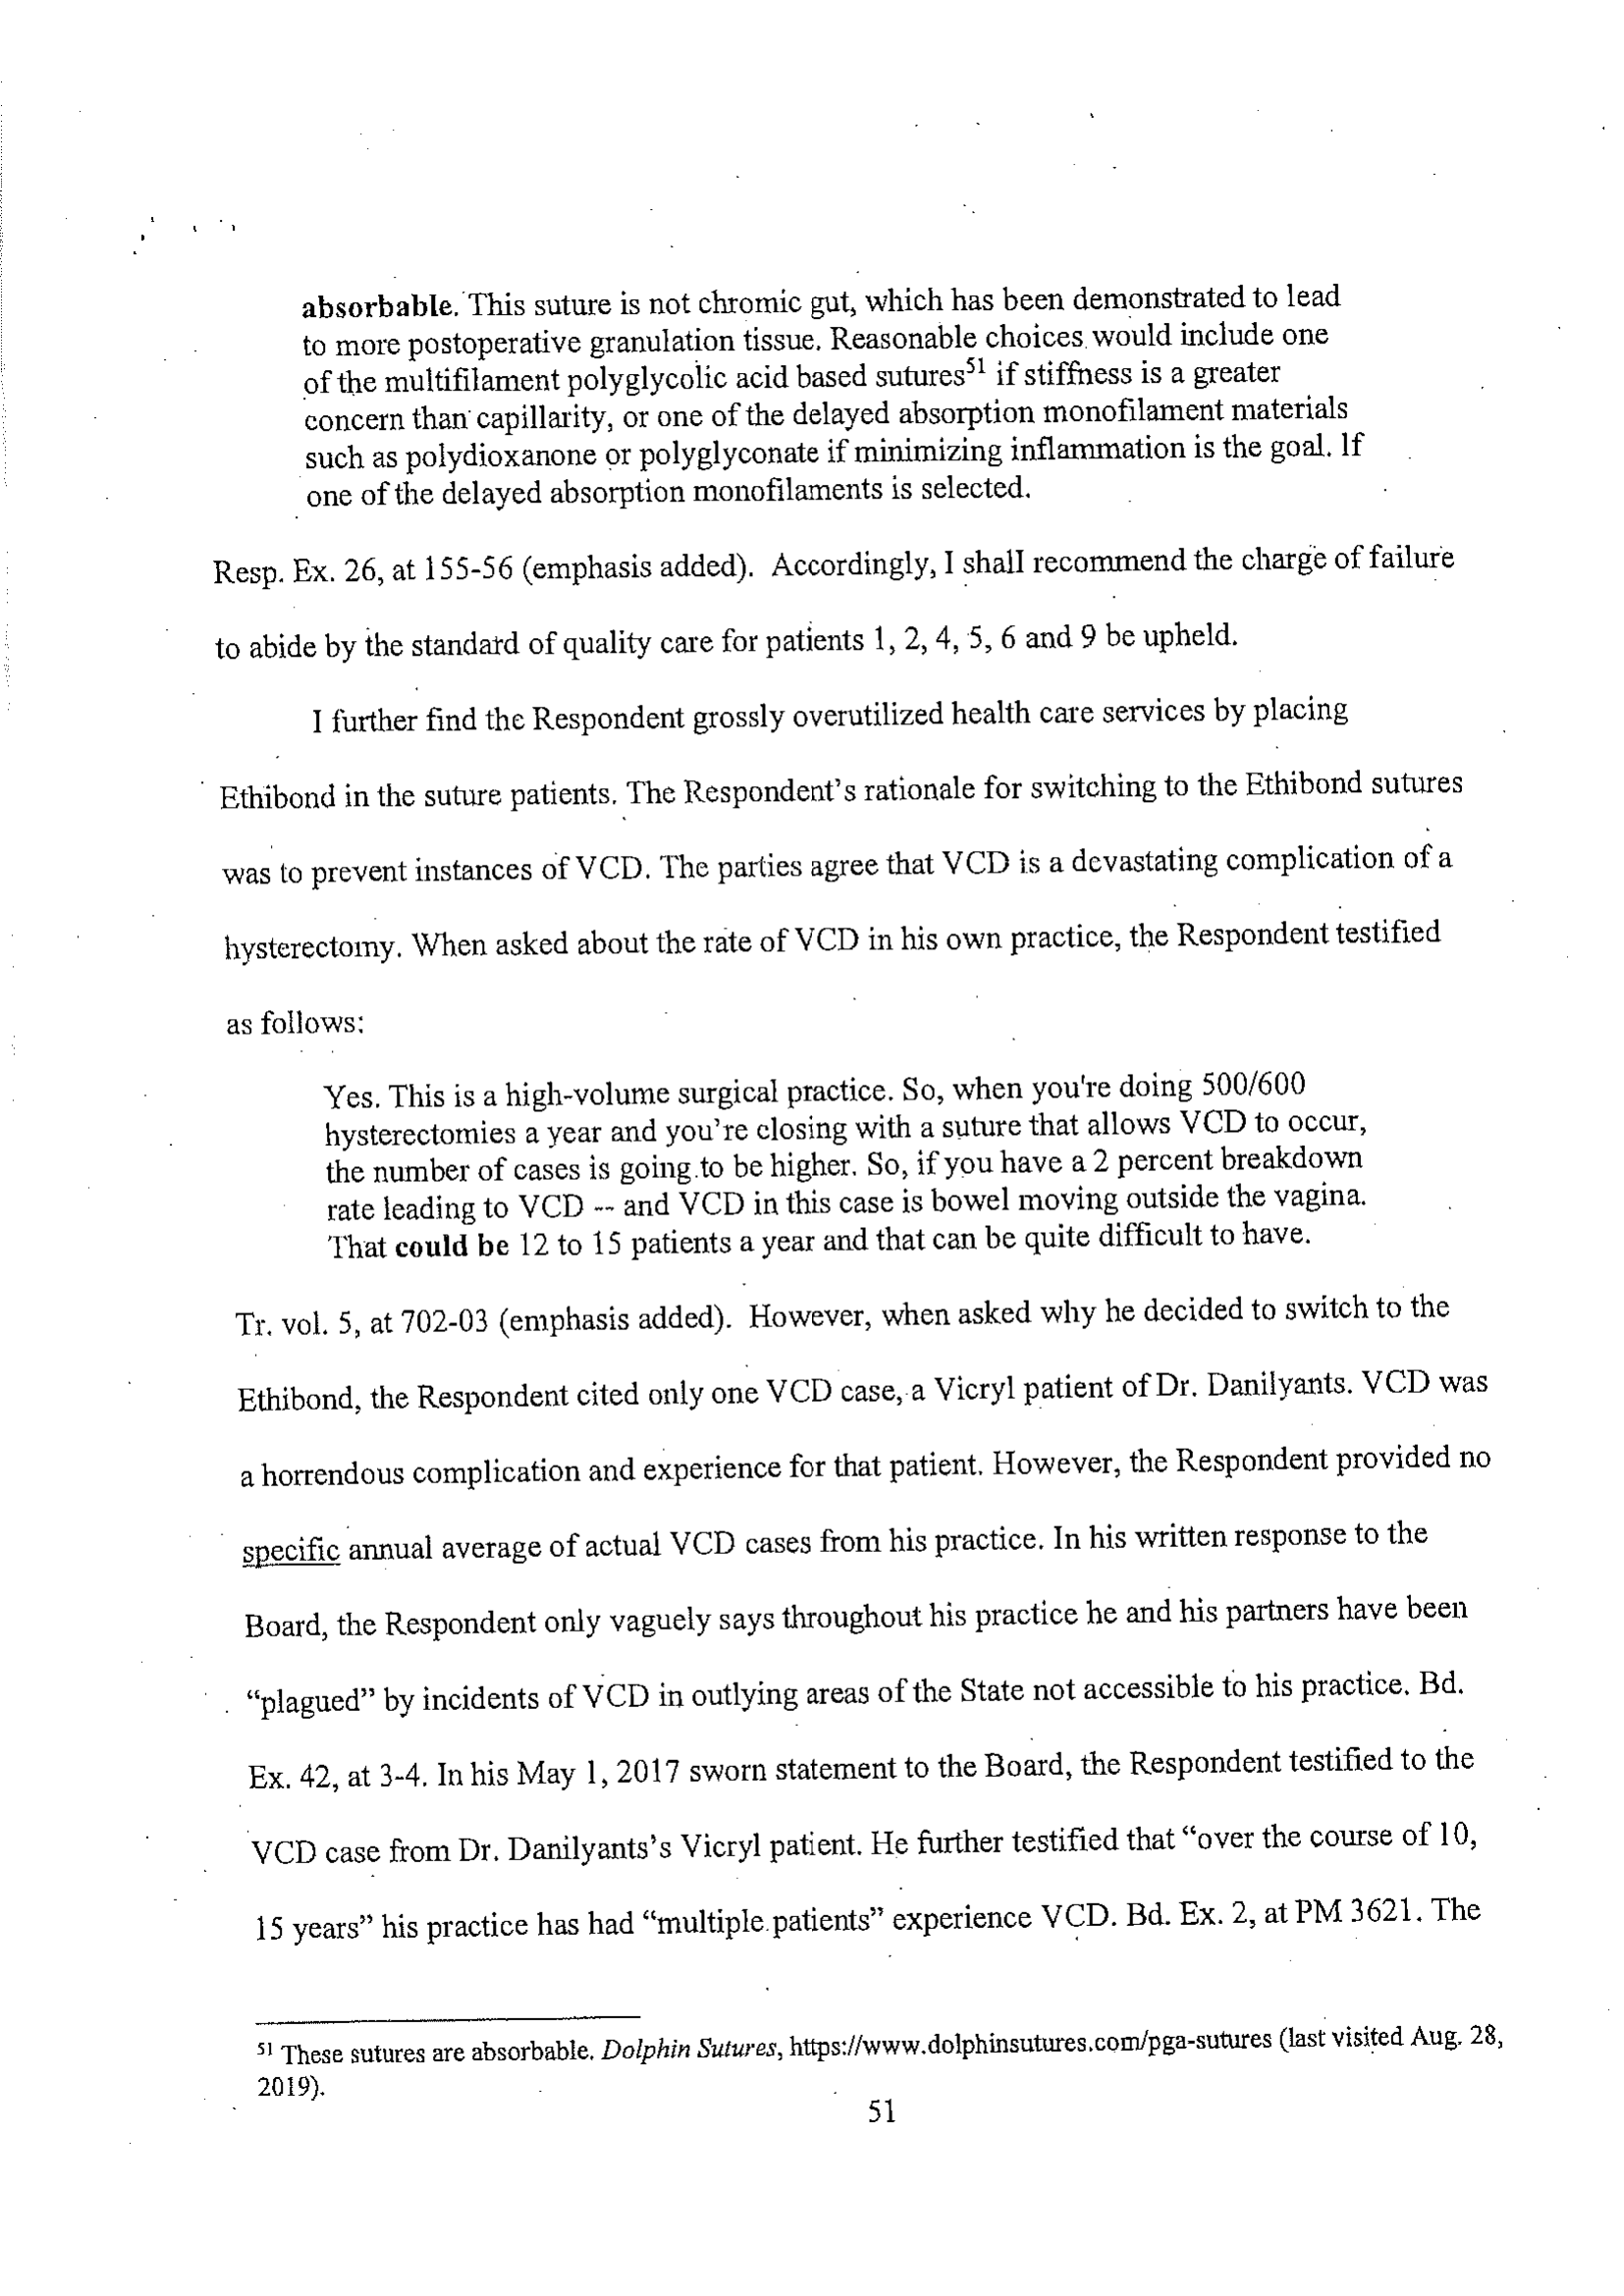 absorbable. This suture is not chromic gut, which has been demonstrated to lead
to more postoperative granulation tissue. Reasonable choices would include one
of the multifilament polyglycolic acid based sutures51 if stiffness is a greater
concern than capillarity, or one of the delayed absorption monofilament materials
such as polydioxanone or polyglyconate if minimizing inflammation is the goal. If
one of the delayed absorption monofilaments is selected.
Resp. Ex. 26, at 155-56 (emphasis added). Accordingly, I shall recommend the charge of failure
to abide by the standard of quality care for patients 1, 2, 4, 5, 6 and 9 be upheld.
I further find the Respondent grossly overutilized health care services by placing
Ethibond in the suture patients. The Respondent's rationale for switching to the Ethibond sutures
was to prevent instances of VCD. The parties agree that VCD is a devastating complication of a
hysterectomy. When asked about the rate of VCD in his own practice, the Respondent testified
as follows:
Yes. This is a high-volume surgical practice. So, when you're doing 500/600
hysterectomies a year and you're closing with a suture that allows VCD to occur,
the number of cases is going to be higher. So, if you have a 2 percent breakdown
rate leading to VCD -- and VCD in this case is bowel moving outside the vagina.
That could be 12 to 15 patients a year and that can be quite difficult to have.
Tr. vol. 5, at 702-03 (emphasis added). However, when asked why he decided to switch to the
Ethibond, the Respondent cited only one VCD case, a Vicryl patient of Dr. Danilyants. VCD was
a horrendous complication and experience for that patient. However, the Respondent provided no
specific annual average of actual VCD cases from his practice. In his written response to the
Board, the Respondent only vaguely says throughout his practice he and his partners have been
“plagued” by incidents of VCD in outlying areas of the State not accessible to his practice. Bd.
Ex. 42, at 3-4. In his May 1, 2017 sworn statement to the Board, the Respondent testified to the
VCD case from Dr. Danilyants's Vicryl patient. He further testified that “over the course of 10,
15 years” his practice has had “multiple patients” experience VCD. Bd. Ex. 2, at PM 3621. The
51 These sutures are absorbable. Dolphin Sutures, https://www.dolphinsutures.com/pga-sutures (last visited Aug. 28,
2019).
51